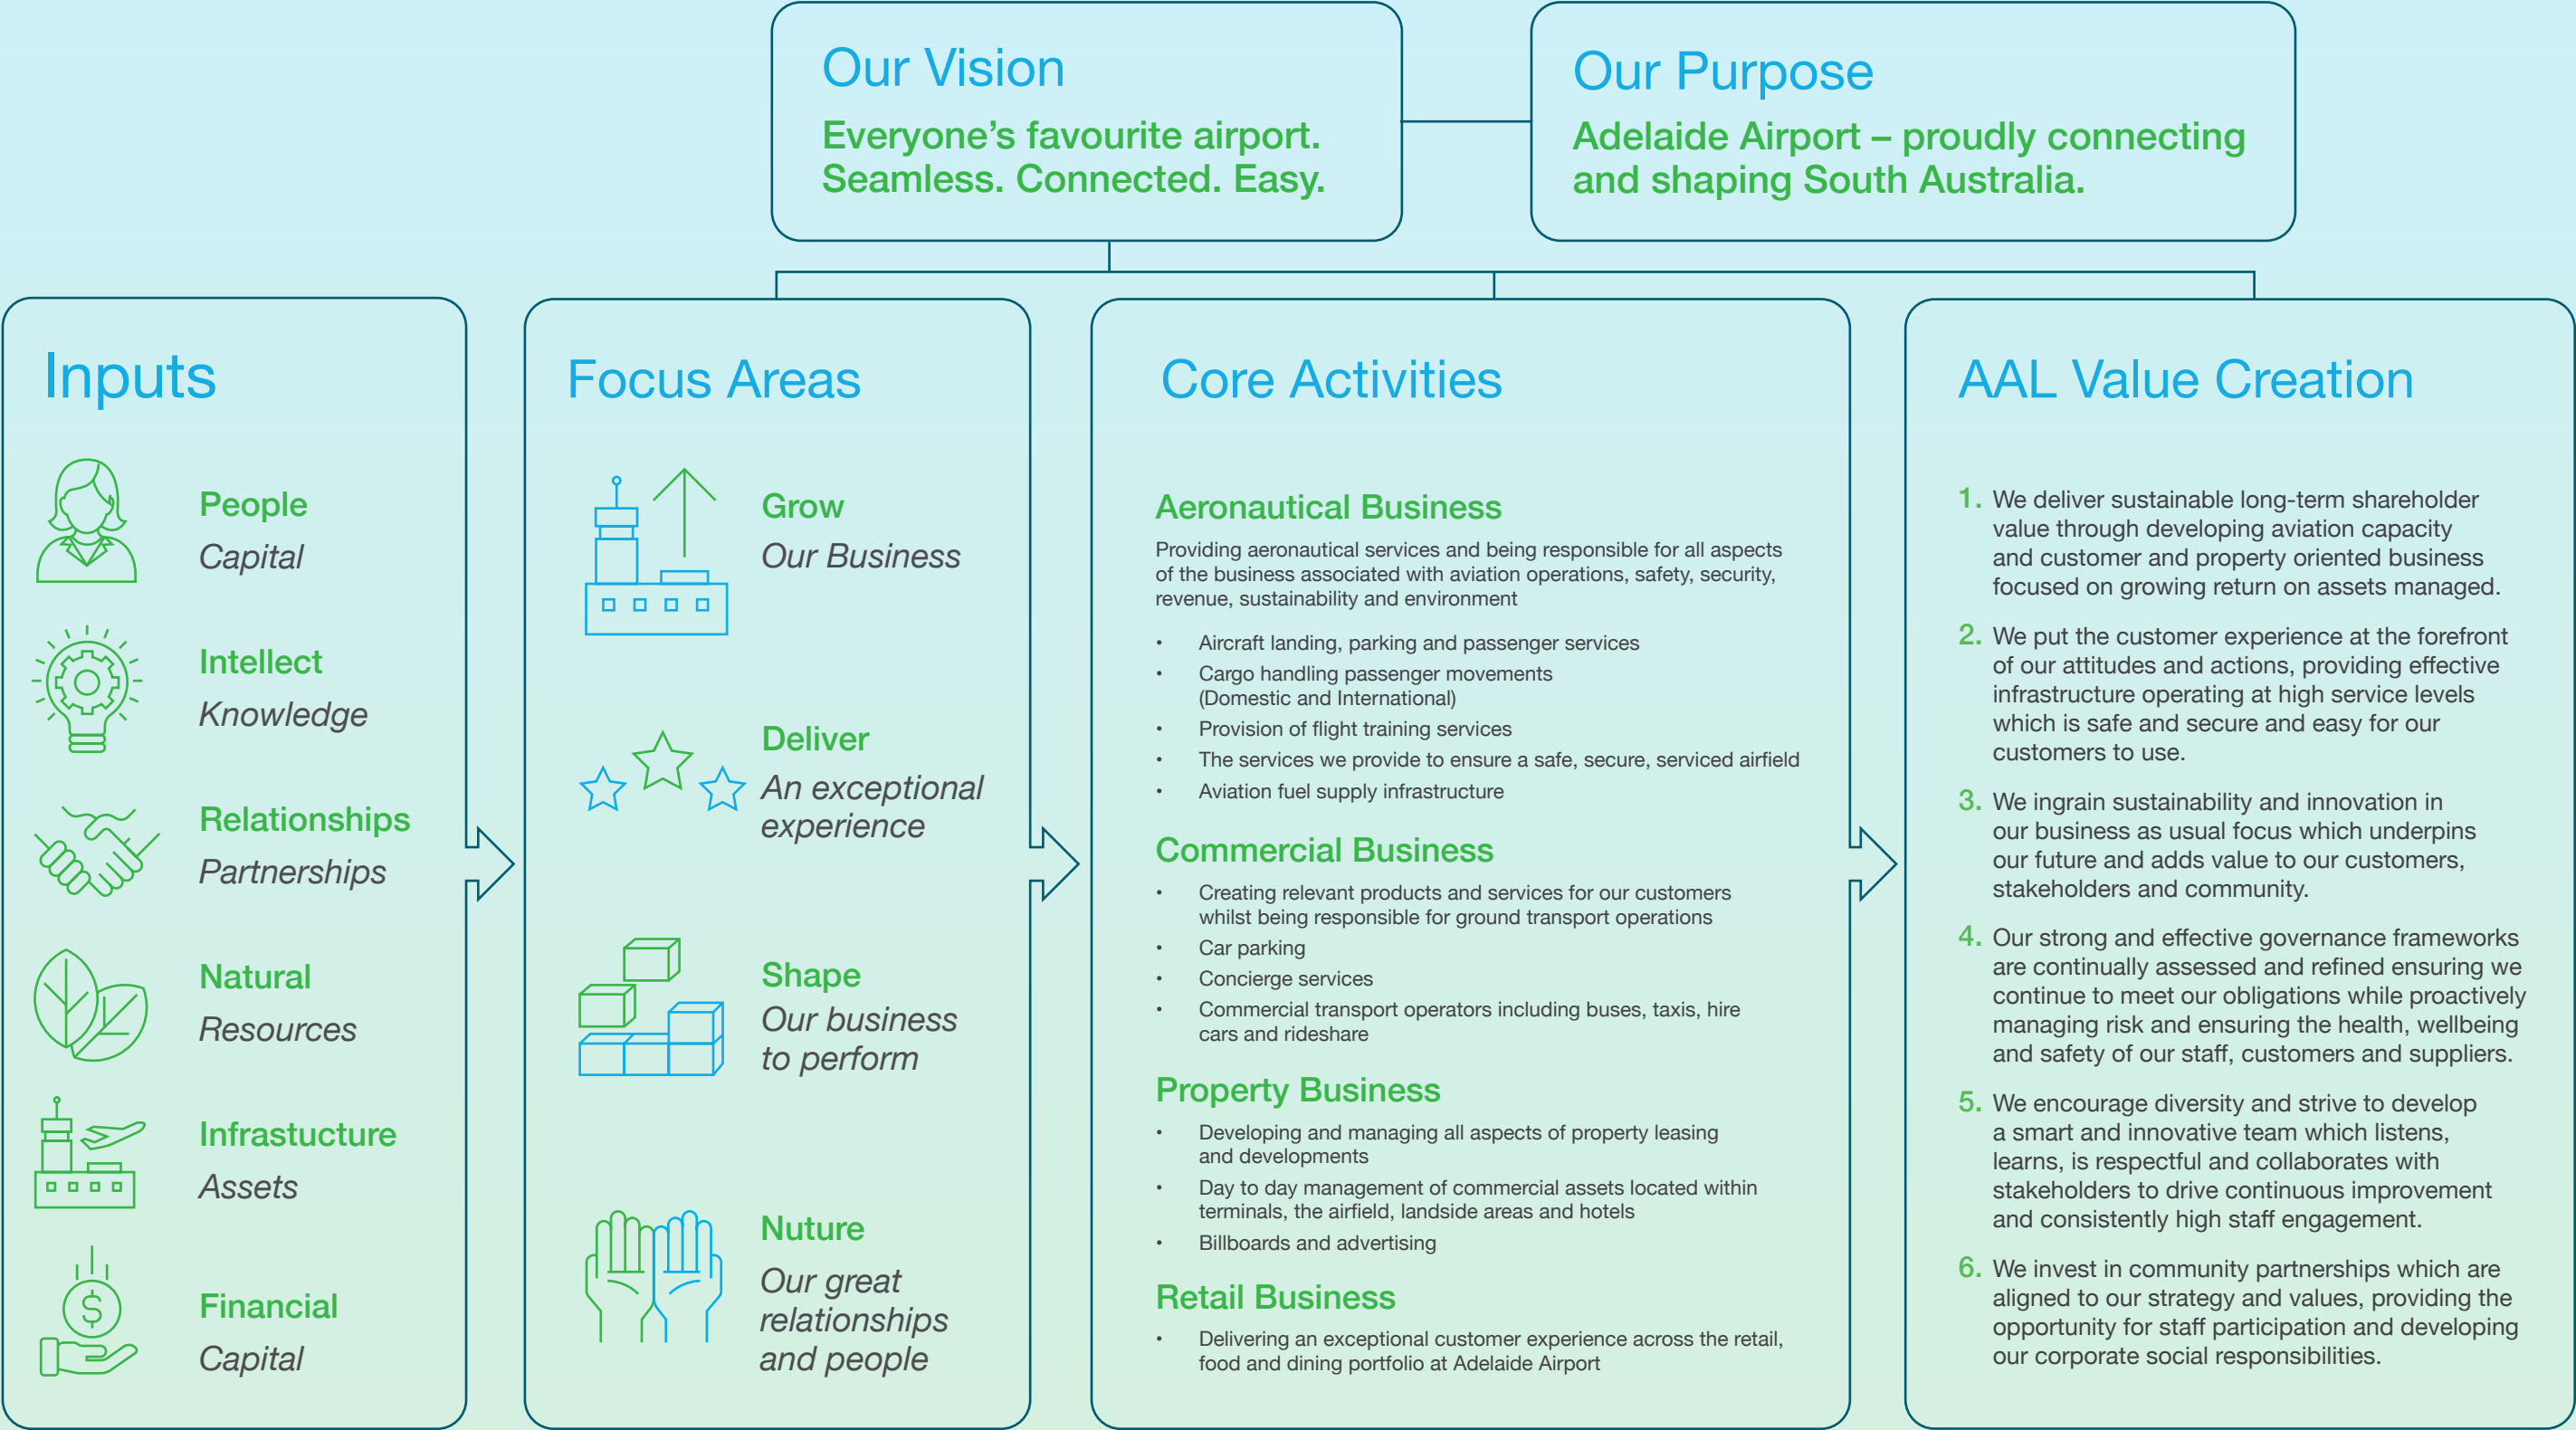 Our Vision
Everyone's favourite airport.
Seamless. Connected. Easy.
Our Purpose
Adelaide Airport – proudly connecting
and shaping South Australia.
Inputs
People
Capital
Intellect
Knowledge
Relationships
Partnerships
Natural
Resources
Infrastucture
Assets
$
Financial
Capital
Focus Areas
Grow
Our Business
Deliver
An exceptional
experience
Shape
Our business
to perform
Nuture
Our great
relationships
and people
Core Activities
Aeronautical Business
Providing aeronautical services and being responsible for all aspects
of the business associated with aviation operations, safety, security,
revenue, sustainability and environment
• Aircraft landing, parking and passenger services
• Cargo handling passenger movements
(Domestic and International)
• Provision of flight training services
• The services we provide to ensure a safe, secure, serviced airfield
• Aviation fuel supply infrastructure
Commercial Business
• Creating relevant products and services for our customers
whilst being responsible for ground transport operations
• Car parking
• Concierge services
• Commercial transport operators including buses, taxis, hire
cars and rideshare
Property Business
• Developing and managing all aspects of property leasing
and developments
• Day to day management of commercial assets located within
terminals, the airfield, landside areas and hotels
• Billboards and advertising
Retail Business
• Delivering an exceptional customer experience across the retail,
food and dining portfolio at Adelaide Airport
AAL Value Creation
1. We deliver sustainable long-term shareholder
value through developing aviation capacity
and customer and property oriented business
focused on growing return on assets managed.
2. We put the customer experience at the forefront
of our attitudes and actions, providing effective
infrastructure operating at high service levels
which is safe and secure and easy for our
customers to use.
3. We ingrain sustainability and innovation in
our business as usual focus which underpins
our future and adds value to our customers,
stakeholders and community.
4. Our strong and effective governance frameworks
are continually assessed and refined ensuring we
continue to meet our obligations while proactively
managing risk and ensuring the health, wellbeing
and safety of our staff, customers and suppliers.
5. We encourage diversity and strive to develop
a smart and innovative team which listens,
learns, is respectful and collaborates with
stakeholders to drive continuous improvement
and consistently high staff engagement.
6. We invest in community partnerships which are
aligned to our strategy and values, providing the
opportunity for staff participation and developing
our corporate social responsibilities.